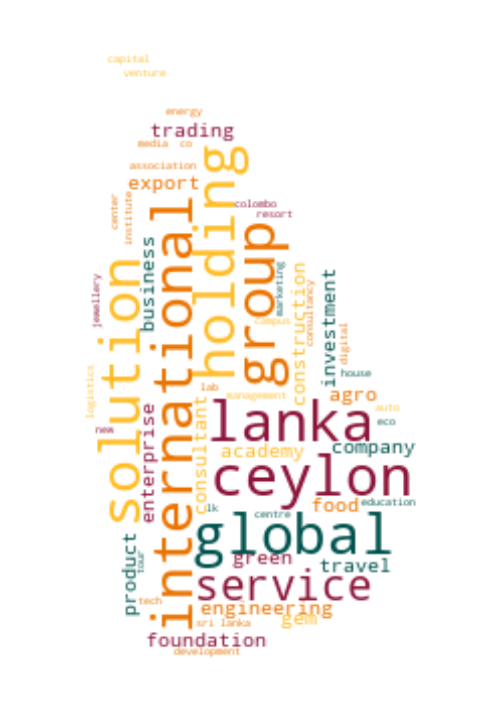 capital
venture
energy
trading
media
co
association
export
holding
international
center
institute
colombo
resort
group
business
solution
jewellery
marketing
construction
investment
consultancy
campus
digital
house
logistics
lab
management
agro
auto
consultant
lanka
eco
new
enterprise
academy
company
ceylon
education
food
lk
centre
global
product
tour
green
travel
service
tech
engineering
gem
sri lanka
foundation
development